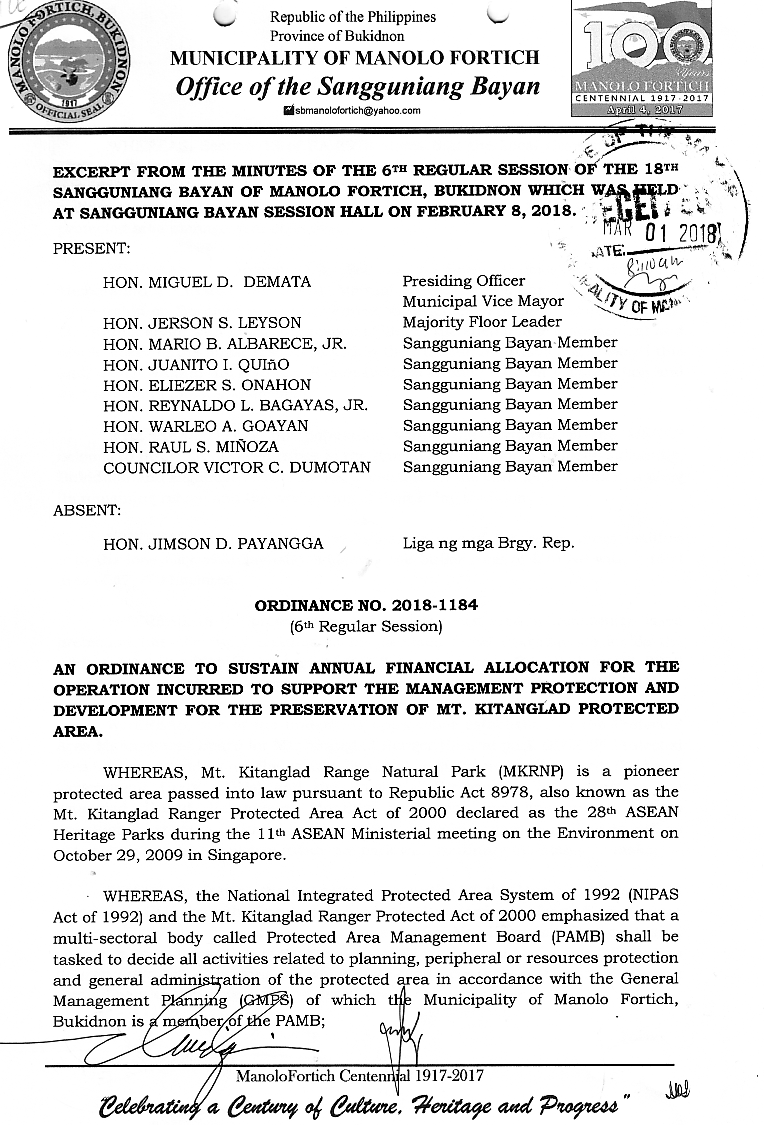 MANOLO FORTICH, BUKIDNON
1917
OFFICIAL SEAL
Republic of the Philippines
Province of Bukidnon
MUNICIPALITY OF MANOLO FORTICH
Office of the Sangguniang Bayan
sbmanolofortich@yahoo.com
100
Years
MANOLO FORTICH
CENTENNIAL 1917-2017
April 4, 2017
EXCERPT FROM THE MINUTES OF THE 6TH REGULAR SESSION OF THE 18TH
SANGGUNIANG BAYAN OF MANOLO FORTICH, BUKIDNON WHICH WAS HELD
AT SANGGUNIANG BAYAN SESSION HALL ON FEBRUARY 8, 2018.
MAR 01 2018
DATE:
PRESENT:
HON. MIGUEL D. DEMATA Presiding Officer
Municipal Vice Mayor
HON. JERSON S. LEYSON Majority Floor Leader
HON. MARIO B. ALBARECE, JR. Sangguniang Bayan Member
HON. JUANITO I. QUIñO Sangguniang Bayan Member
HON. ELIEZER S. ONAHON Sangguniang Bayan Member
HON. REYNALDO L. BAGAYAS, JR. Sangguniang Bayan Member
HON. WARLEO A. GOAYAN Sangguniang Bayan Member
HON. RAUL S. MIÑOZA Sangguniang Bayan Member
COUNCILOR VICTOR C. DUMOTAN Sangguniang Bayan Member
ABSENT:
HON. JIMSON D. PAYANGGA Liga ng mga Brgy. Rep.
ORDINANCE NO. 2018-1184
(6th Regular Session)
AN ORDINANCE TO SUSTAIN ANNUAL FINANCIAL ALLOCATION FOR THE
OPERATION INCURRED TO SUPPORT THE MANAGEMENT PROTECTION AND
DEVELOPMENT FOR THE PRESERVATION OF MT. KITANGLAD PROTECTED
AREA.
WHEREAS, Mt. Kitanglad Range Natural Park (MKRNP) is a pioneer
protected area passed into law pursuant to Republic Act 8978, also known as the
Mt. Kitanglad Ranger Protected Area Act of 2000 declared as the 28th ASEAN
Heritage Parks during the 11th ASEAN Ministerial meeting on the Environment on
October 29, 2009 in Singapore.
WHEREAS, the National Integrated Protected Area System of 1992 (NIPAS
Act of 1992) and the Mt. Kitanglad Ranger Protected Act of 2000 emphasized that a
multi-sectoral body called Protected Area Management Board (PAMB) shall be
tasked to decide all activities related to planning, peripheral or resources protection
and general administration of the protected area in accordance with the General
Management Planning (GMPS) of which the Municipality of Manolo Fortich,
Bukidnon is a member of the PAMB;
ManoloFortich Centennial 1917-2017
"Celebrating a Century of Culture, Heritage and Progress"